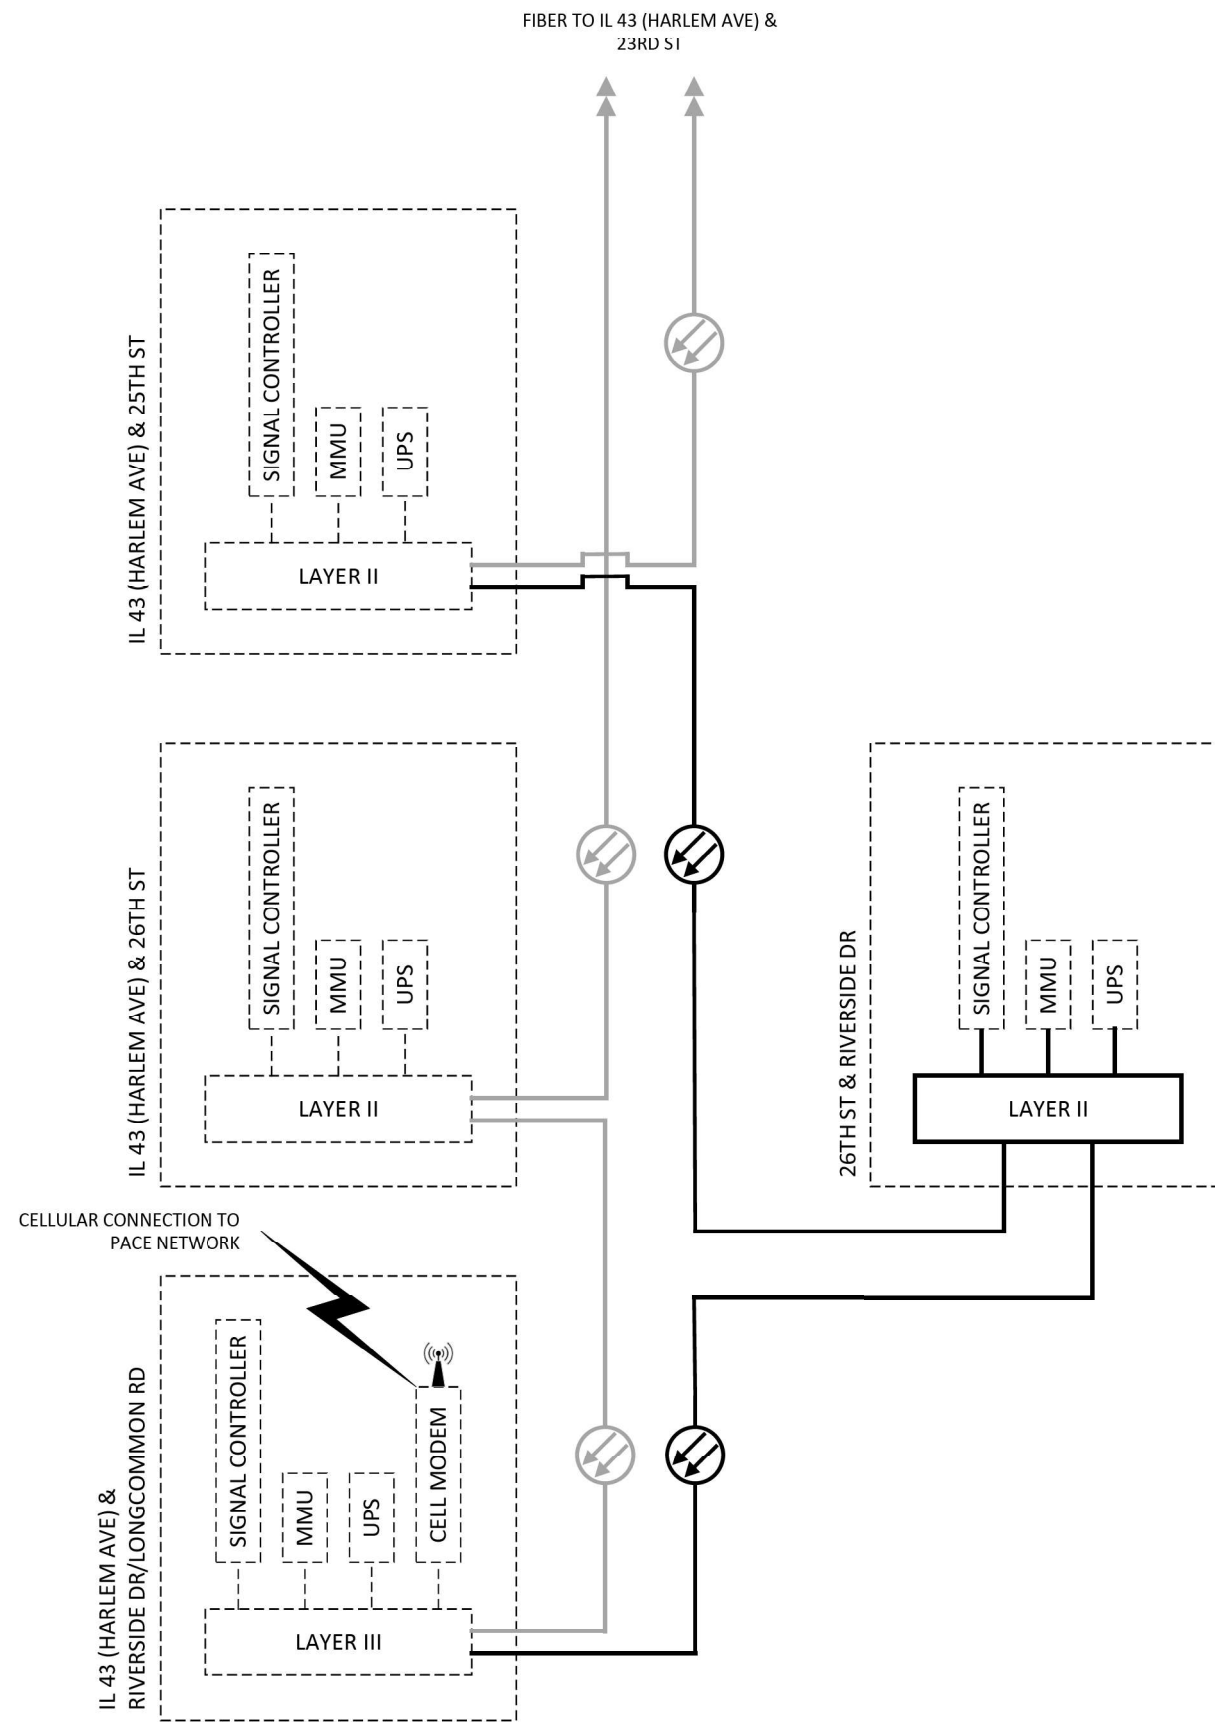 FIBER TO IL 43 (HARLEM AVE) &
23RD ST
IL 43 (HARLEM AVE) & 25TH ST
SIGNAL CONTROLLER
MMU
UPS
LAYER II
IL 43 (HARLEM AVE) & 26TH ST
SIGNAL CONTROLLER
MMU
UPS
LAYER II
26TH ST & RIVERSIDE DR
SIGNAL CONTROLLER
MMU
UPS
LAYER II
CELLULAR CONNECTION TO
PACE NETWORK
IL 43 (HARLEM AVE) &
RIVERSIDE DR/LONGCOMMON RD
SIGNAL CONTROLLER
MMU
UPS
CELL MODEM
LAYER III